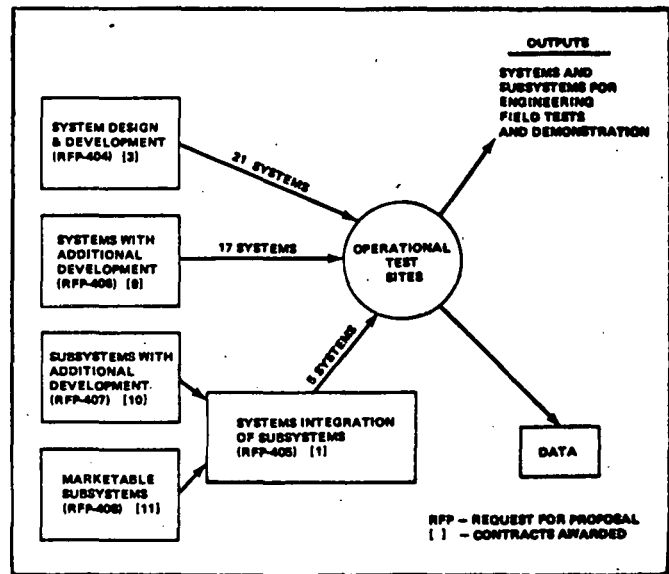 OUTPUTS
SYSTEMS AND
SUBSYSTEMS FOR
ENGINEERING
FIELD TESTS
AND DEMONSTRATION
SYSTEM DESIGN
& DEVELOPMENT
(RFP-404) [3]
21 SYSTEMS
SYSTEMS WITH
ADDITIONAL
DEVELOPMENT
17 SYSTEMS
OPERATIONAL
TEST
SITES
SUBSYSTEMS WITH
ADDITIONAL
DEVELOPMENT.
(RFP-407) [10]
5 SYSTEMS
SYSTEMS INTEGRATION
OF SUBSYSTEMS
(RFP-405) [1]
MARKETABLE
SUBSYSTEMS
[11]
DATA
RFP – REQUEST FOR PROPOSAL
[ ] – CONTRACTS AWARDED